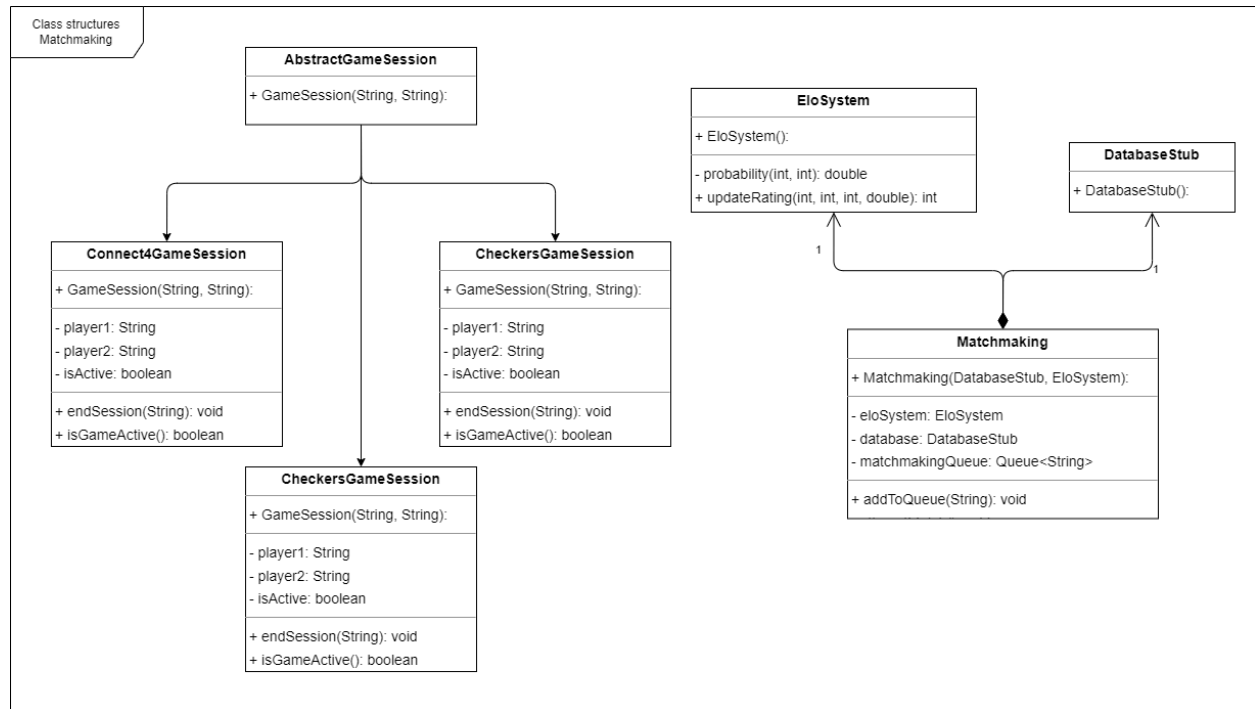 Class structures
Matchmaking
AbstractGameSession
+ GameSession(String, String):
Connect4GameSession
+ GameSession(String, String):
- player1: String
- player2: String
- isActive: boolean
+ endSession(String): void
+ isGameActive(): boolean
CheckersGameSession
+ GameSession(String, String):
- player1: String
- player2: String
- isActive: boolean
+ endSession(String): void
+ isGameActive(): boolean
CheckersGameSession
+ GameSession(String, String):
- player1: String
- player2: String
- isActive: boolean
+ endSession(String): void
+ isGameActive(): boolean
EloSystem
+ EloSystem():
- probability(int, int): double
+ updateRating(int, int, int, double): int
DatabaseStub
+ DatabaseStub():
1
1
Matchmaking
+ Matchmaking(DatabaseStub, EloSystem):
- eloSystem: EloSystem
- database: DatabaseStub
- matchmakingQueue: Queue<String>
+ addToQueue(String): void